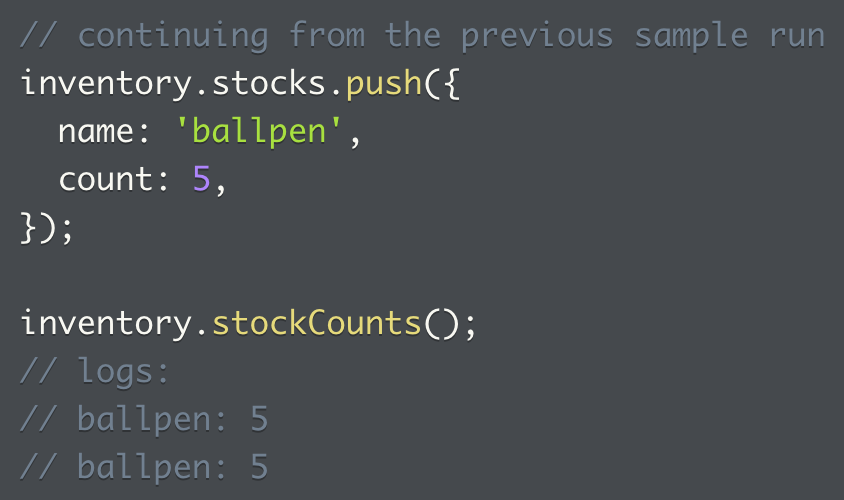 // continuing from the previous sample run
inventory.stocks.push({
  name: 'ballpen',
  count: 5,
});

inventory.stockCounts();
// logs:
// ballpen: 5
// ballpen: 5